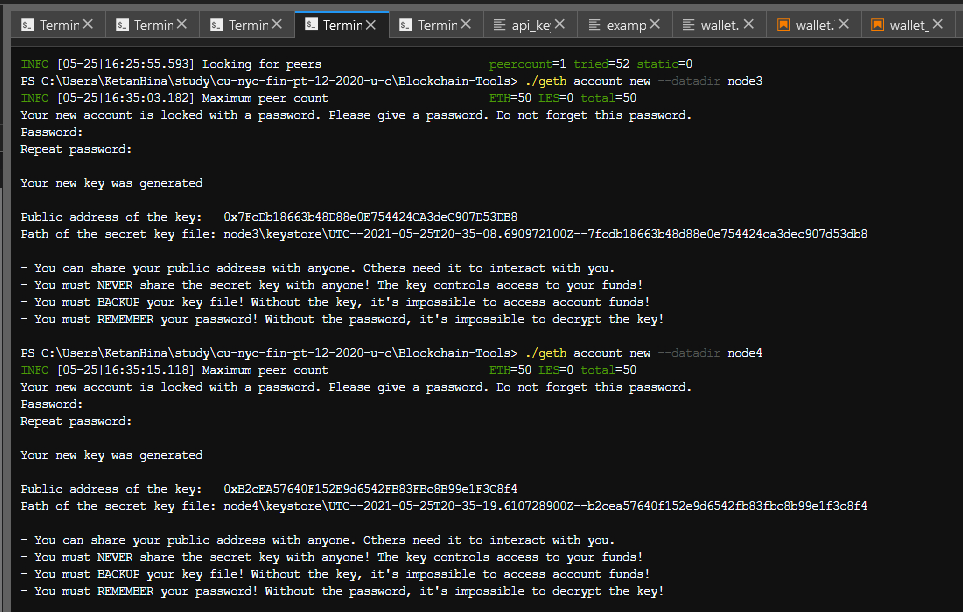 Termin Termin Termin Termin Termin api_ke examp wallet. wallet. wallet_
INFO [05-25|16:25:55.593] Looking for peers peercount=1 tried=52 static=0
PS C:\Users\KetanHina\study\cu-nyc-fin-pt-12-2020-u-c\Blockchain-Tools> ./geth account new --datadir node3
INFO [05-25|16:35:03.182] Maximum peer count ETH=50 LES=0 total=50
Your new account is locked with a password. Please give a password. Do not forget this password.
Password:
Repeat password:
Your new key was generated
Public address of the key: 0x7FcDb18663b48D88e0E754424CA3deC907D53DB8
Path of the secret key file: node3\keystore\UTC--2021-05-25T20-35-08.690972100Z--7fcdb18663b48d88e0e754424ca3dec907d53db8
- You can share your public address with anyone. Others need it to interact with you.
- You must NEVER share the secret key with anyone! The key controls access to your funds!
- You must BACKUP your key file! Without the key, it's impossible to access account funds!
- You must REMEMBER your password! Without the password, it's impossible to decrypt the key!
PS C:\Users\KetanHina\study\cu-nyc-fin-pt-12-2020-u-c\Blockchain-Tools> ./geth account new --datadir node4
INFO [05-25|16:35:15.118] Maximum peer count ETH=50 LES=0 total=50
Your new account is locked with a password. Please give a password. Do not forget this password.
Password:
Repeat password:
Your new key was generated
Public address of the key: 0xB2cEA57640F152E9d6542FB83FBc8B99e1F3C8f4
Path of the secret key file: node4\keystore\UTC--2021-05-25T20-35-19.610728900Z--b2cea57640f152e9d6542fb83fbc8b99e1f3c8f4
- You can share your public address with anyone. Others need it to interact with you.
- You must NEVER share the secret key with anyone! The key controls access to your funds!
- You must BACKUP your key file! Without the key, it's impossible to access account funds!
- You must REMEMBER your password! Without the password, it's impossible to decrypt the key!